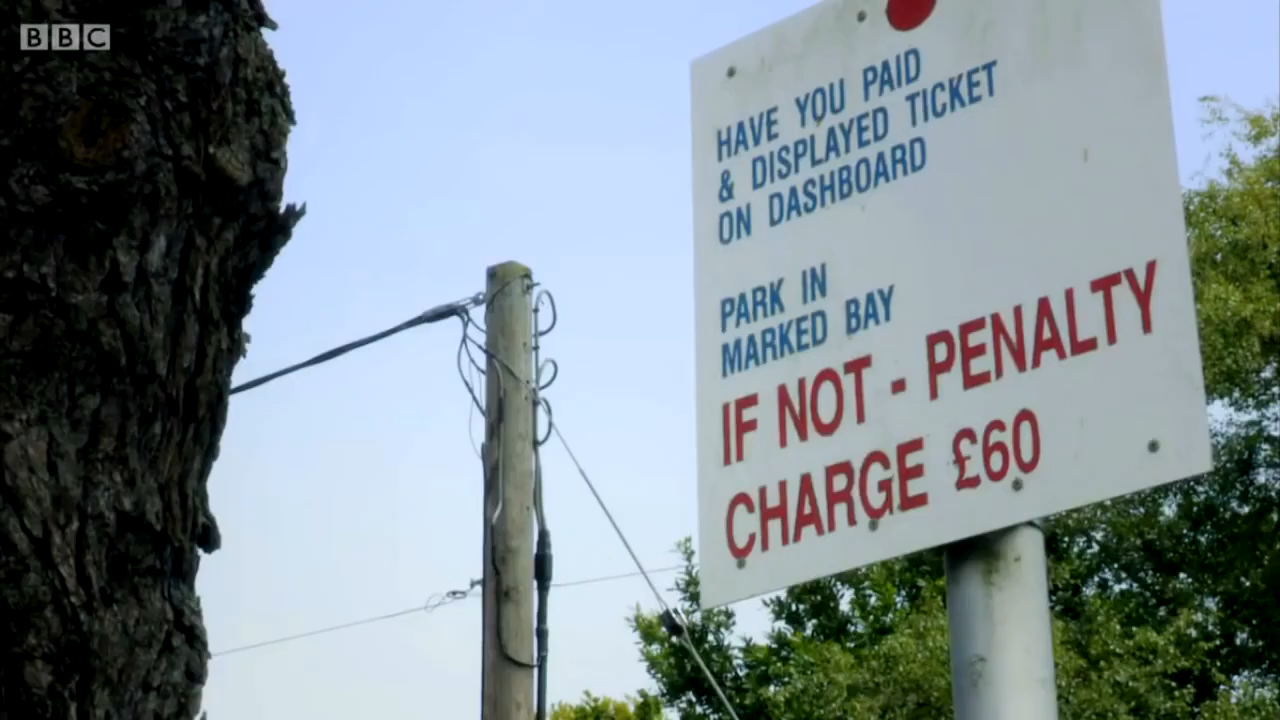 BBC
HAVE YOU PAID
& DISPLAYED TICKET
ON DASHBOARD
PARK IN
MARKED BAY
IF NOT - PENALTY
CHARGE £60